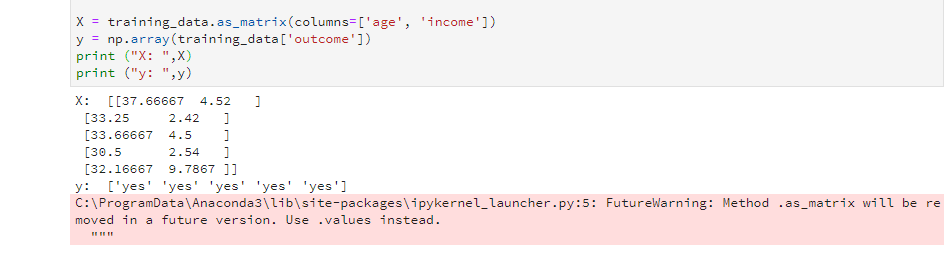 X = training_data.as_matrix(columns=['age', 'income'])
y = np.array(training_data['outcome'])
print ("X: ",X)
print ("y: ",y)
X:  [[37.66667  4.52   ]
 [33.25     2.42   ]
 [33.66667  4.5    ]
 [30.5      2.54   ]
 [32.16667  9.7867 ]]
y:  ['yes' 'yes' 'yes' 'yes' 'yes']
C:\ProgramData\Anaconda3\lib\site-packages\ipykernel_launcher.py:5: FutureWarning: Method .as_matrix will be re
moved in a future version. Use .values instead.
  """